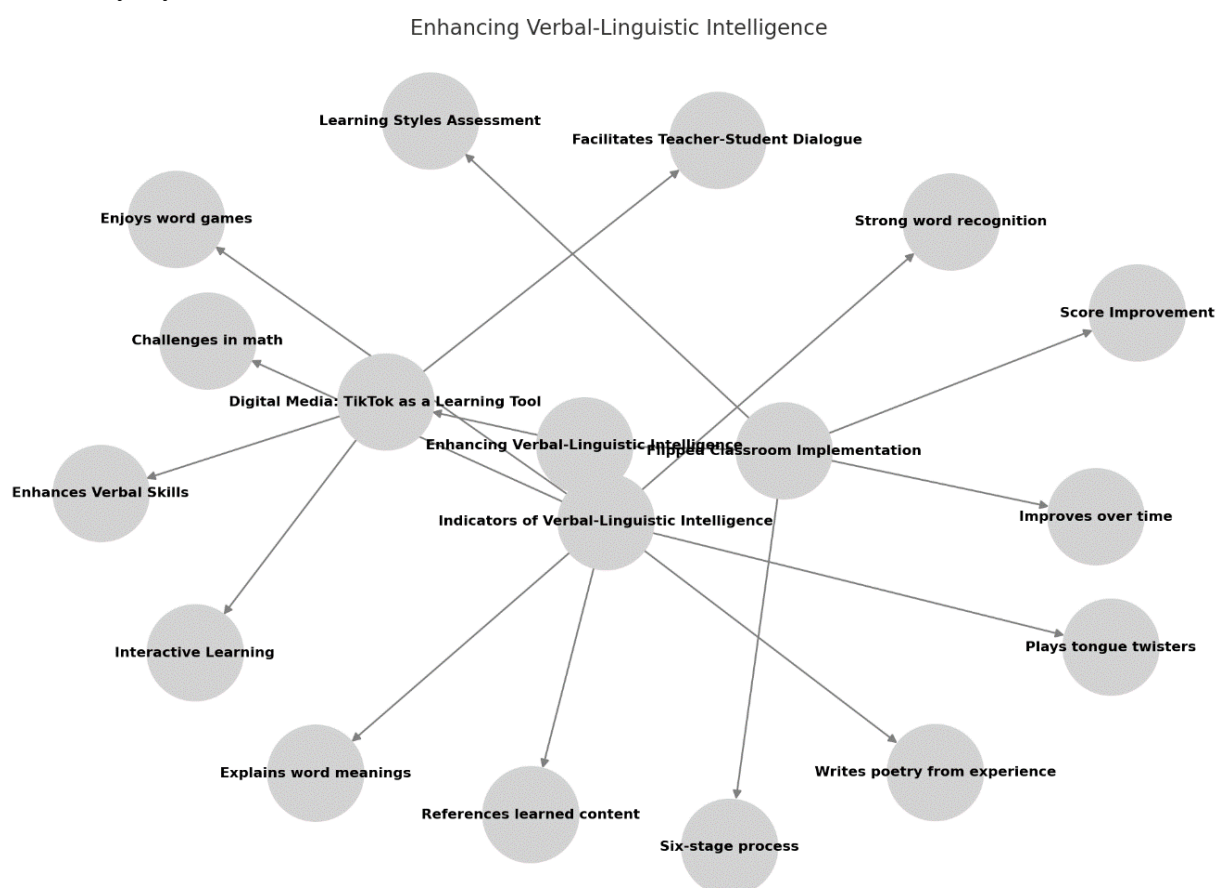 Enhancing Verbal-Linguistic Intelligence
Learning Styles Assessment
Facilitates Teacher-Student Dialogue
Enjoys word games
Strong word recognition
Score Improvement
Challenges in math
Digital Media: TikTok as a Learning Tool
Enhancing Verbal-Linguistic Intelligence
Flipped Classroom Implementation
Enhances Verbal Skills
Indicators of Verbal-Linguistic Intelligence
Improves over time
Interactive Learning
Plays tongue twisters
Explains word meanings
Writes poetry from experience
References learned content
Six-stage process